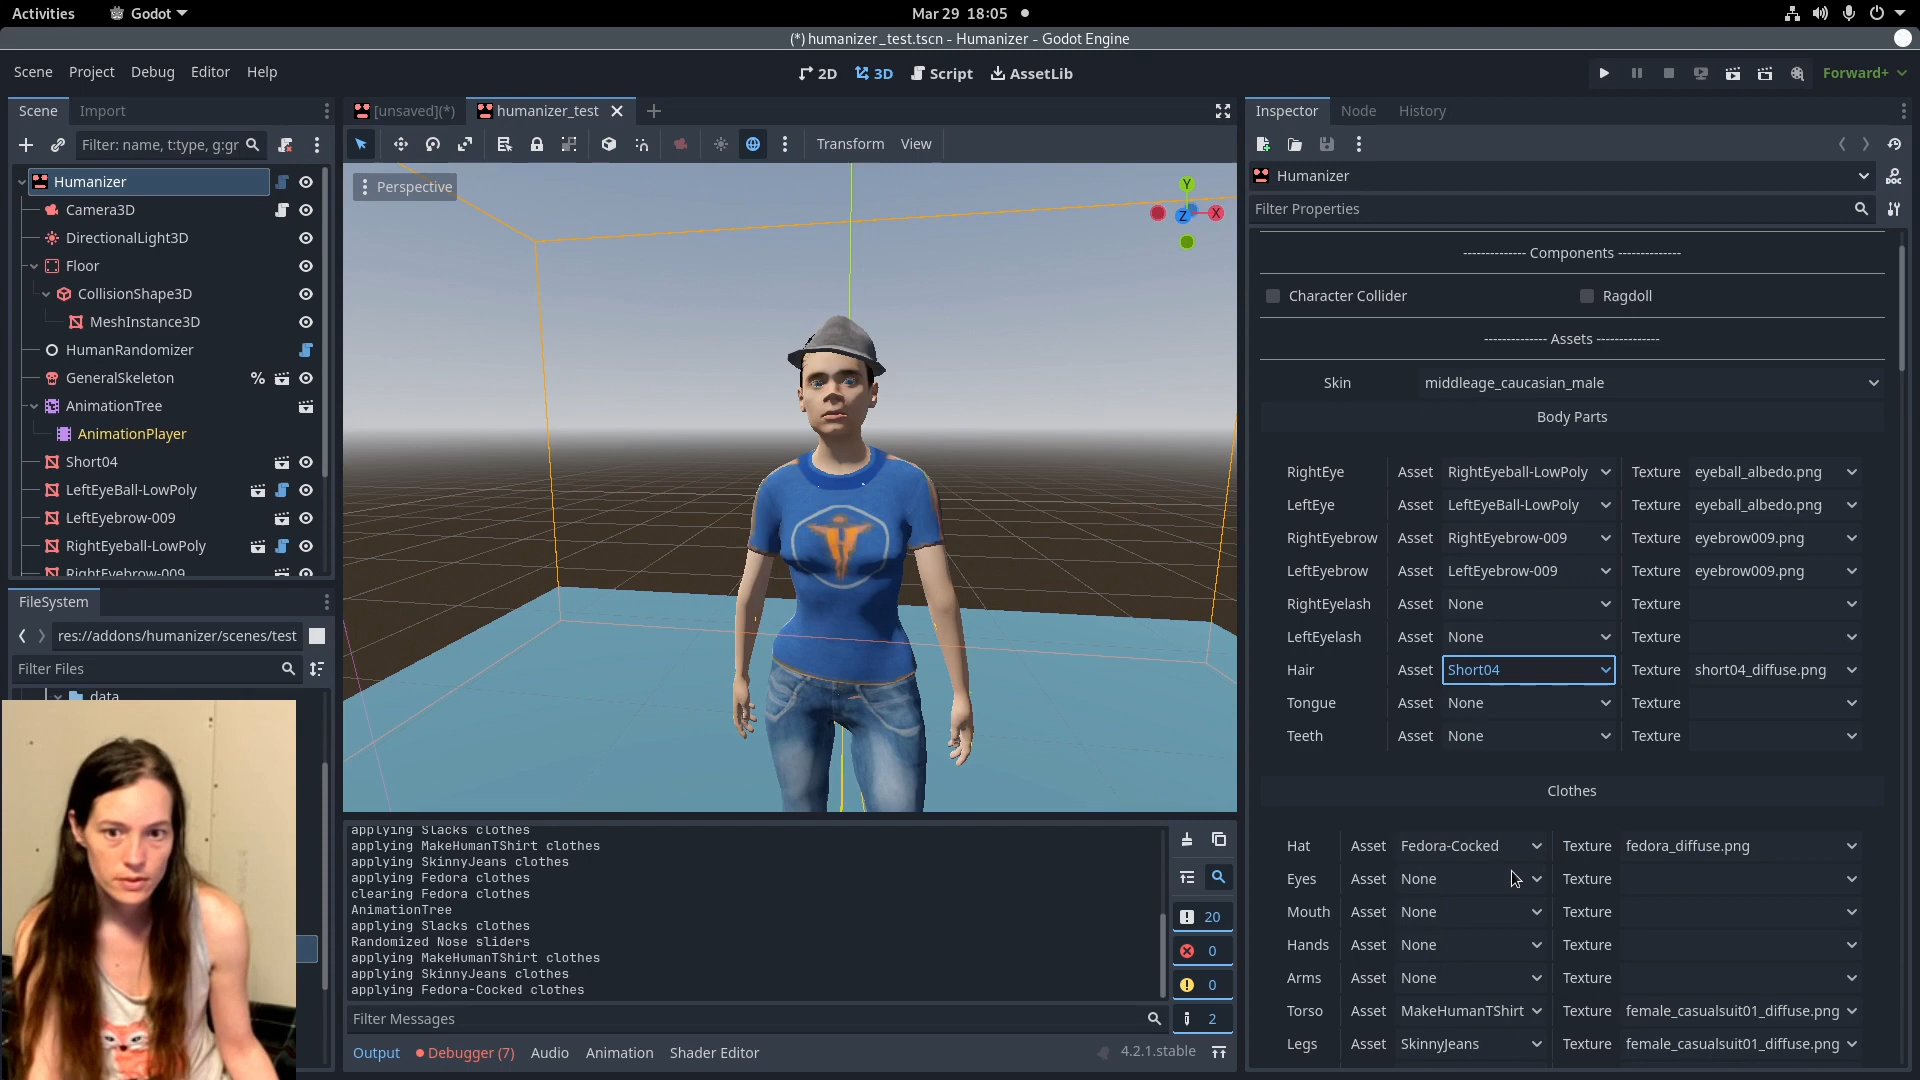 Activities
Godot
Mar 29 18:05
(*) humanizer_test.tscn - Humanizer - Godot Engine
Scene Project Debug Editor Help
2D 3D Script AssetLib
Forward+
Scene Import
Filter: name, t:type, g:gr
Humanizer
Camera3D
DirectionalLight3D
Floor
CollisionShape3D
MeshInstance3D
HumanRandomizer
GeneralSkeleton
%
AnimationTree
AnimationPlayer
Short04
LeftEyeBall-LowPoly
LeftEyebrow-009
RightEyeball-LowPoly
RightEyebrow-009
FileSystem
res://addons/humanizer/scenes/test
Filter Files
data
[unsaved](*) humanizer_test
Transform View
Perspective
Y
Z
X
applying Slacks clothes
applying MakeHumanTShirt clothes
applying SkinnyJeans clothes
applying Fedora clothes
clearing Fedora clothes
AnimationTree
applying Slacks clothes
Randomized Nose sliders
applying MakeHumanTShirt clothes
applying SkinnyJeans clothes
applying Fedora-Cocked clothes
20
0
0
2
Filter Messages
Output Debugger (7) Audio Animation Shader Editor
4.2.1.stable
Inspector Node History
Humanizer
Filter Properties
-------------- Components --------------
Character Collider Ragdoll
-------------- Assets --------------
Skin middleage_caucasian_male
Body Parts
RightEye Asset RightEyeball-LowPoly Texture eyeball_albedo.png
LeftEye Asset LeftEyeBall-LowPoly Texture eyeball_albedo.png
RightEyebrow Asset RightEyebrow-009 Texture eyebrow009.png
LeftEyebrow Asset LeftEyebrow-009 Texture eyebrow009.png
RightEyelash Asset None Texture
LeftEyelash Asset None Texture
Hair Asset Short04 Texture short04_diffuse.png
Tongue Asset None Texture
Teeth Asset None Texture
Clothes
Hat Asset Fedora-Cocked Texture fedora_diffuse.png
Eyes Asset None Texture
Mouth Asset None Texture
Hands Asset None Texture
Arms Asset None Texture
Torso Asset MakeHumanTShirt Texture female_casualsuit01_diffuse.png
Legs Asset SkinnyJeans Texture female_casualsuit01_diffuse.png